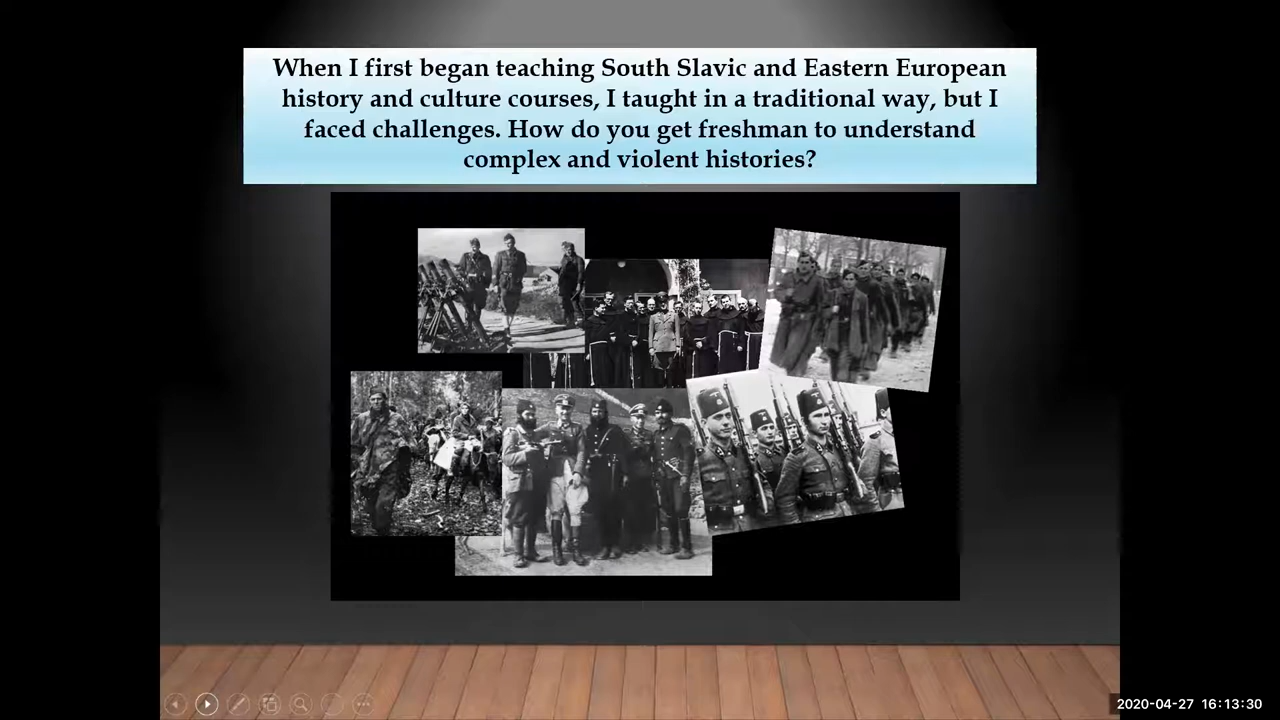 When I first began teaching South Slavic and Eastern European
history and culture courses, I taught in a traditional way, but I
faced challenges. How do you get freshman to understand
complex and violent histories?
2020-04-27 16:13:30